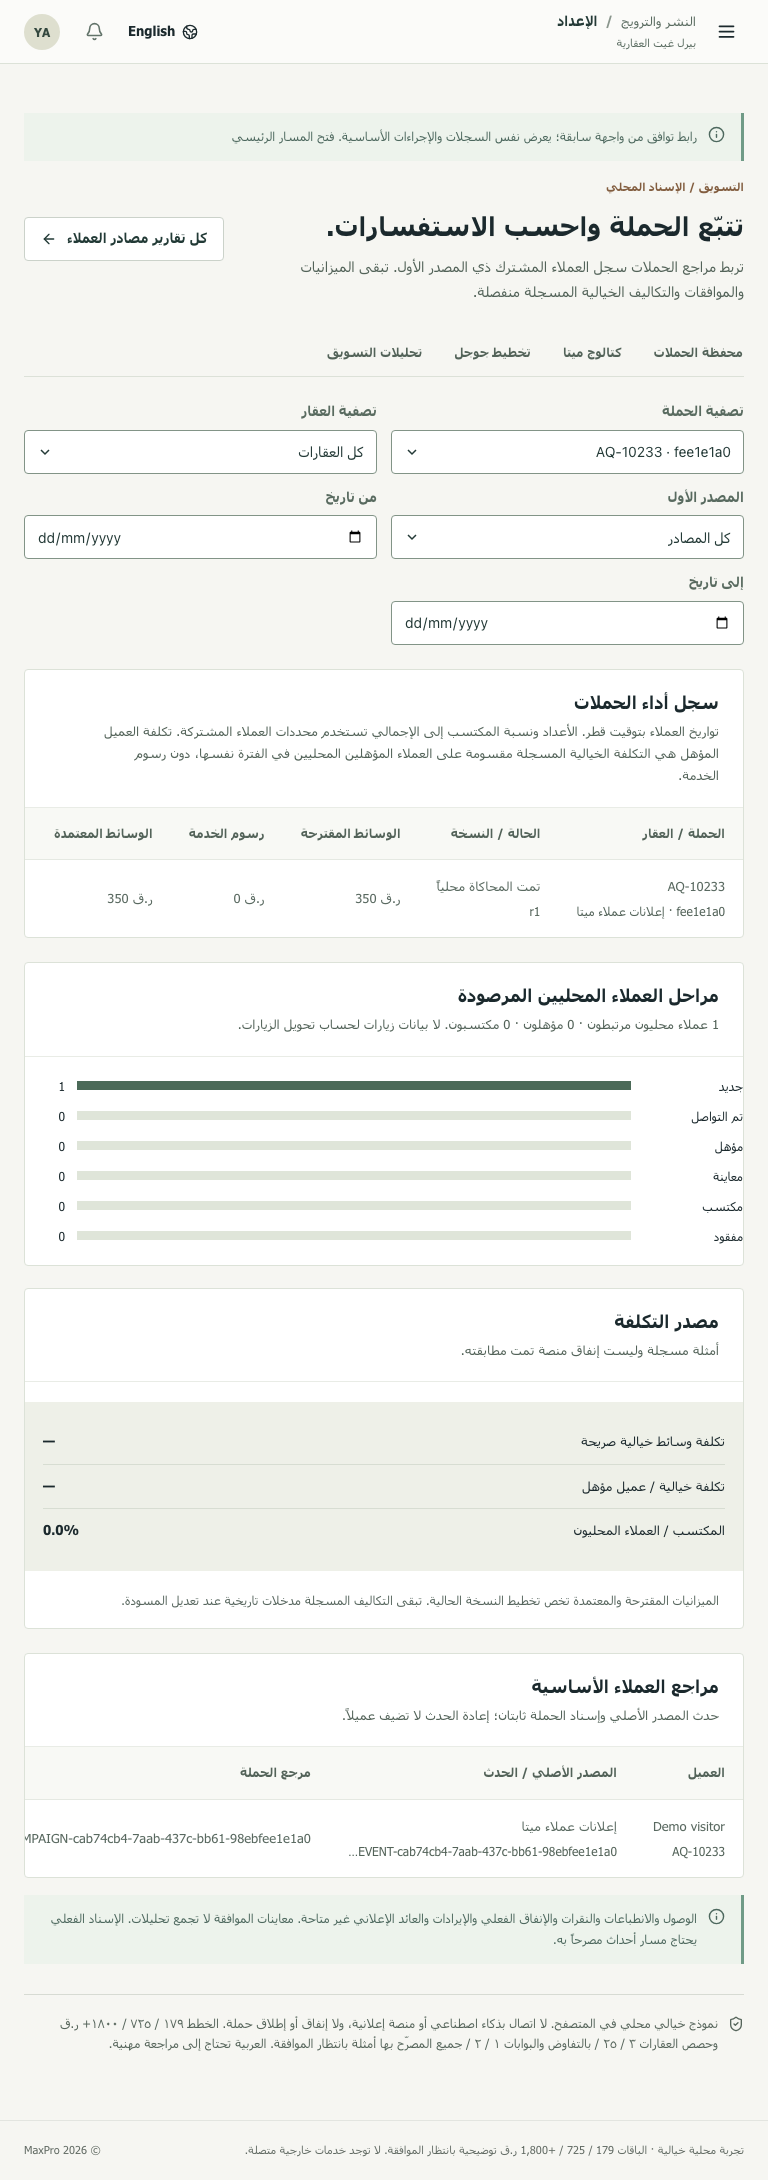 النشر والترويج / الإعداد
بيرل غيت العقارية
English
YA
رابط توافق من واجهة سابقة؛ يعرض نفس السجلات والإجراءات الأساسية. فتح المسار الرئيسي
التسويق / الإسناد المحلي
تتبّع الحملة واحسب الاستفسارات.
كل تقارير مصادر العملاء
تربط مراجع الحملات سجل العملاء المشترك ذي المصدر الأول. تبقى الميزانيات
والموافقات والتكاليف الخيالية المسجلة منفصلة.
محفظة الحملات
كتالوج ميتا
تخطيط جوجل
تحليلات التسويق
تصفية الحملة
تصفية العقار
AQ-10233 · fee1e1a0
كل العقارات
المصدر الأول
من تاريخ
كل المصادر
dd/mm/yyyy
إلى تاريخ
dd/mm/yyyy
سجل أداء الحملات
تواريخ العملاء بتوقيت قطر. الأعداد ونسبة المكتسب إلى الإجمالي تستخدم محددات العملاء المشتركة. تكلفة العميل
المؤهل هي التكلفة الخيالية المسجلة مقسومة على العملاء المؤهلين المحليين في الفترة نفسها، دون رسوم
الخدمة.
الحملة / العقار
الحالة / النسخة
الوسائط المقترحة
رسوم الخدمة
الوسائط المعتمدة
AQ-10233
fee1e1a0 · إعلانات عملاء ميتا
تمت المحاكاة محلياً
r1
ر.ق 350
ر.ق 0
ر.ق 350
مراحل العملاء المحليين المرصودة
1 عملاء محليون مرتبطون · 0 مؤهلون · 0 مكتسبون. لا بيانات زيارات لحساب تحويل الزيارات.
جديد 1
تم التواصل 0
مؤهل 0
معاينة 0
مكتسب 0
مفقود 0
مصدر التكلفة
أمثلة مسجلة وليست إنفاق منصة تمت مطابقته.
تكلفة وسائط خيالية صريحة —
تكلفة خيالية / عميل مؤهل —
المكتسب / العملاء المحليون 0.0%
الميزانيات المقترحة والمعتمدة تخص تخطيط النسخة الحالية. تبقى التكاليف المسجلة مدخلات تاريخية عند تعديل المسودة.
مراجع العملاء الأساسية
حدث المصدر الأصلي وإسناد الحملة ثابتان؛ إعادة الحدث لا تضيف عميلاً.
العميل
المصدر الأصلي / الحدث
مرجع الحملة
Demo visitor
AQ-10233
إعلانات عملاء ميتا
EVENT-cab74cb4-7aab-437c-bb61-98ebfee1e1a0...
MPAIGN-cab74cb4-7aab-437c-bb61-98ebfee1e1a0
الوصول والانطباعات والنقرات والإنفاق الفعلي والإيرادات والعائد الإعلاني غير متاحة. معاينات الموافقة لا تجمع تحليلات. الإسناد الفعلي
يحتاج مسار أحداث مصرحاً به.
نموذج خيالي محلي في المتصفح. لا اتصال بذكاء اصطناعي أو منصة إعلانية، ولا إنفاق أو إطلاق حملة. الخطط ١٧٩ / ٧٢٥ / ١٨٠٠+ ر.ق
وحصص العقارات ٣ / ٢٥ / بالتفاوض والبوابات ١ / ٢ / جميع المصرّح بها أمثلة بانتظار الموافقة. العربية تحتاج إلى مراجعة مهنية.
تجربة محلية خيالية · الباقات 179 / 725 / 1,800+ ر.ق توضيحية بانتظار الموافقة. لا توجد خدمات خارجية متصلة.
© 2026 MaxPro